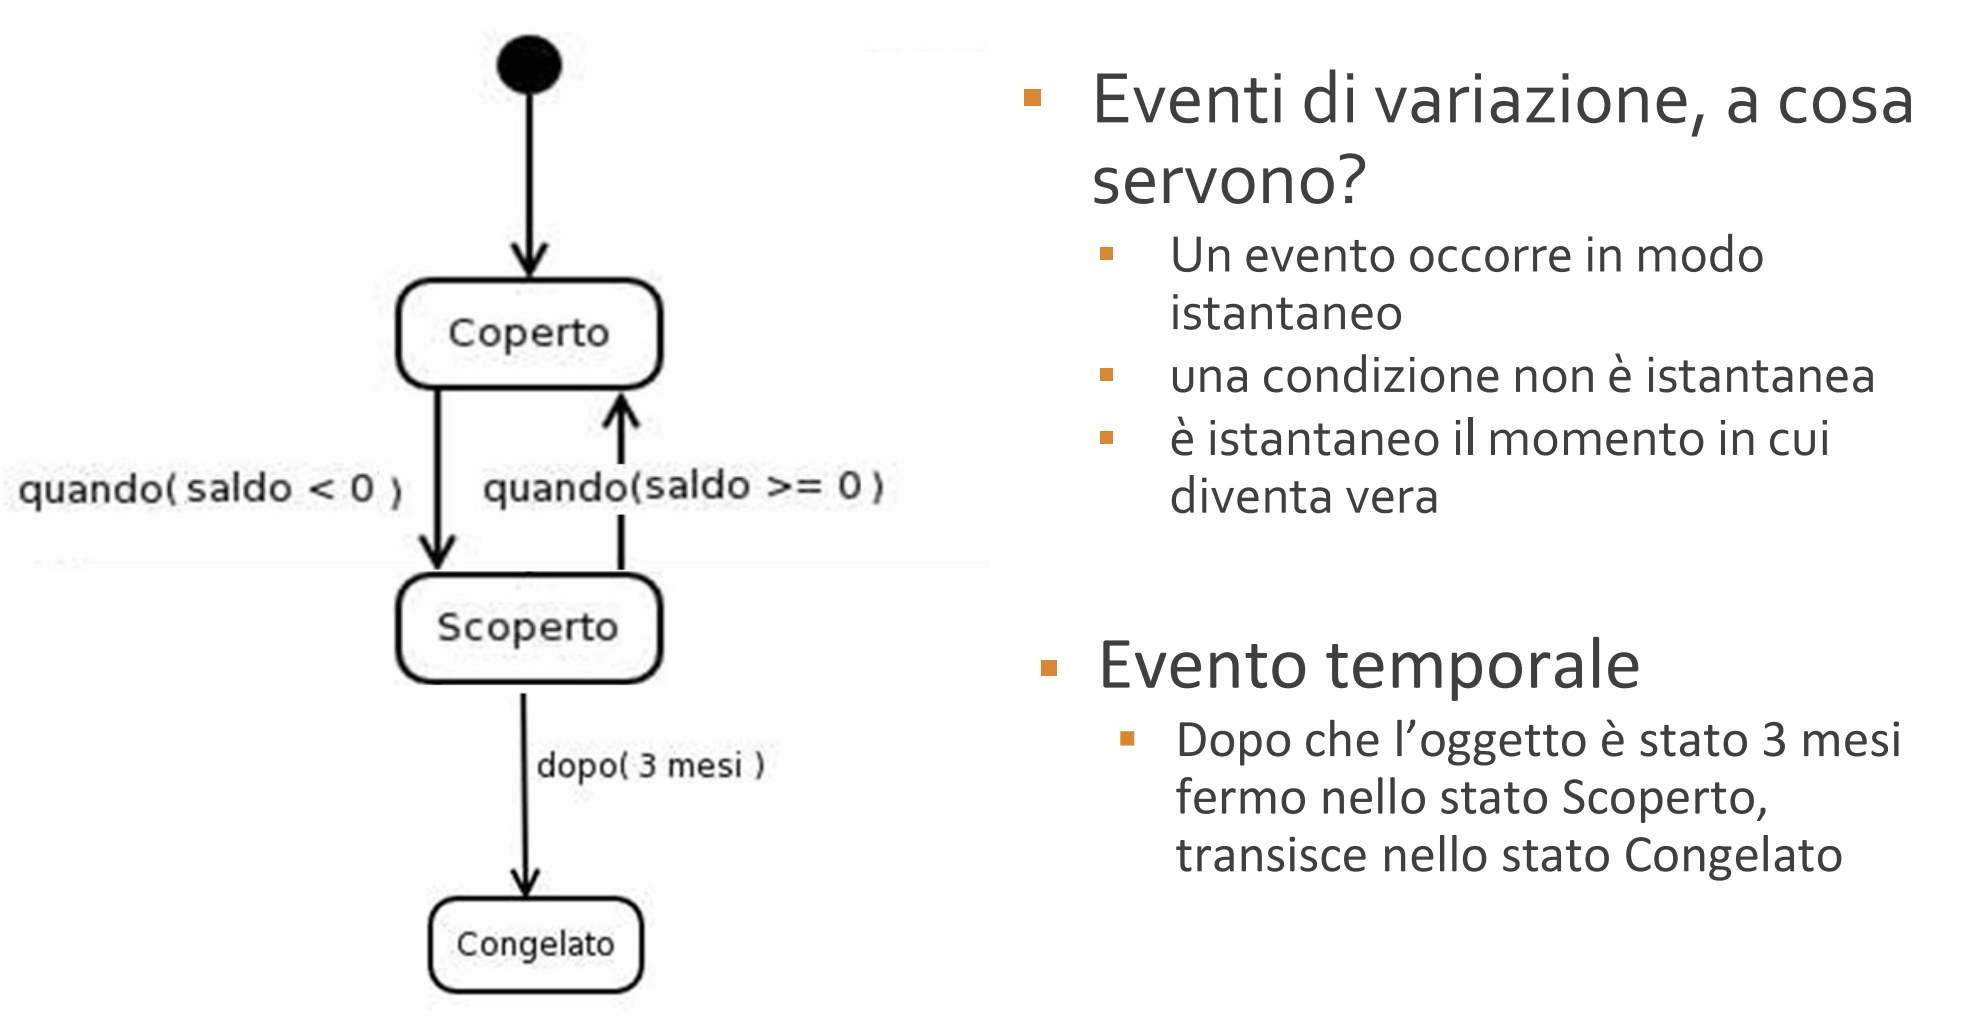 Coperto
quando( saldo < 0 )
quando(saldo >= 0 )
Scoperto
dopo( 3 mesi )
Congelato
Eventi di variazione, a cosa
servono?
Un evento occorre in modo
istantaneo
una condizione non è istantanea
è istantaneo il momento in cui
diventa vera
Evento temporale
Dopo che l’oggetto è stato 3 mesi
fermo nello stato Scoperto,
transisce nello stato Congelato